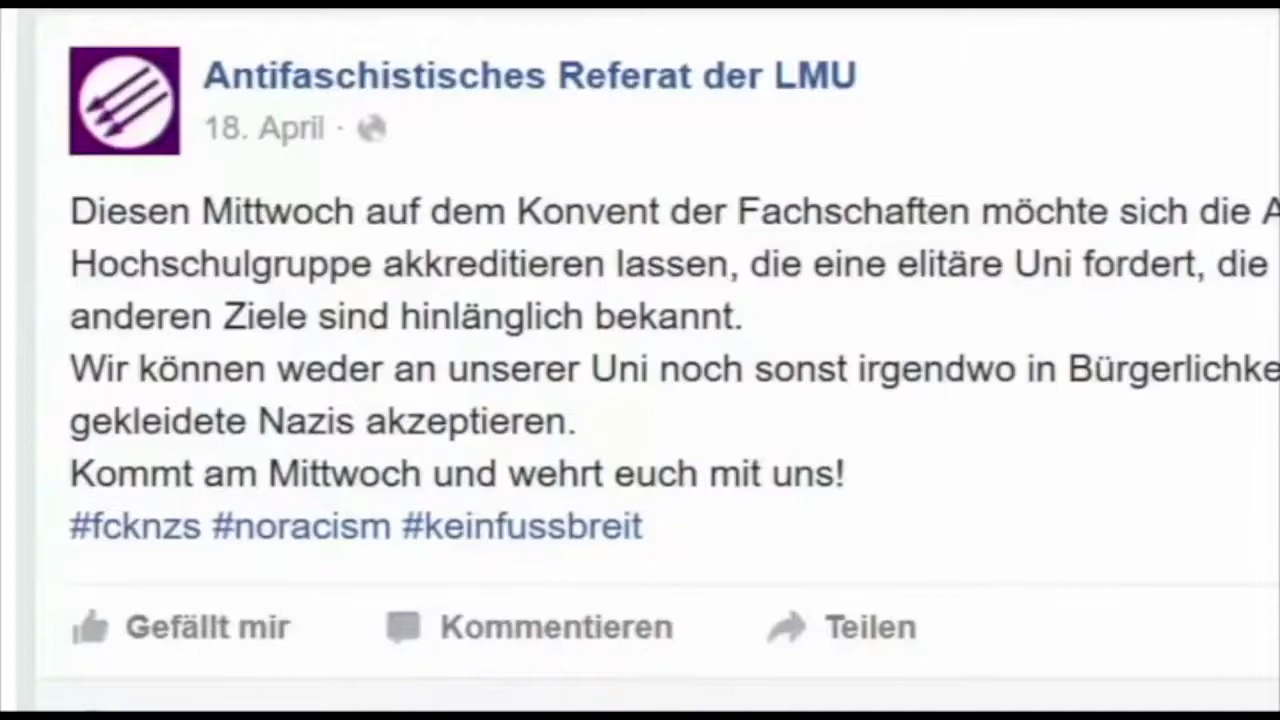 Antifaschistisches Referat der LMU
18. April ·
Diesen Mittwoch auf dem Konvent der Fachschaften möchte sich die
Hochschulgruppe akkreditieren lassen, die eine elitäre Uni fordert, die
anderen Ziele sind hinlänglich bekannt.
Wir können weder an unserer Uni noch sonst irgendwo in
gekleidete Nazis akzeptieren.
Kommt am Mittwoch und wehrt euch mit uns!
#fcknzs #noracism #keinfussbreit
Gefällt mir Kommentieren Teilen